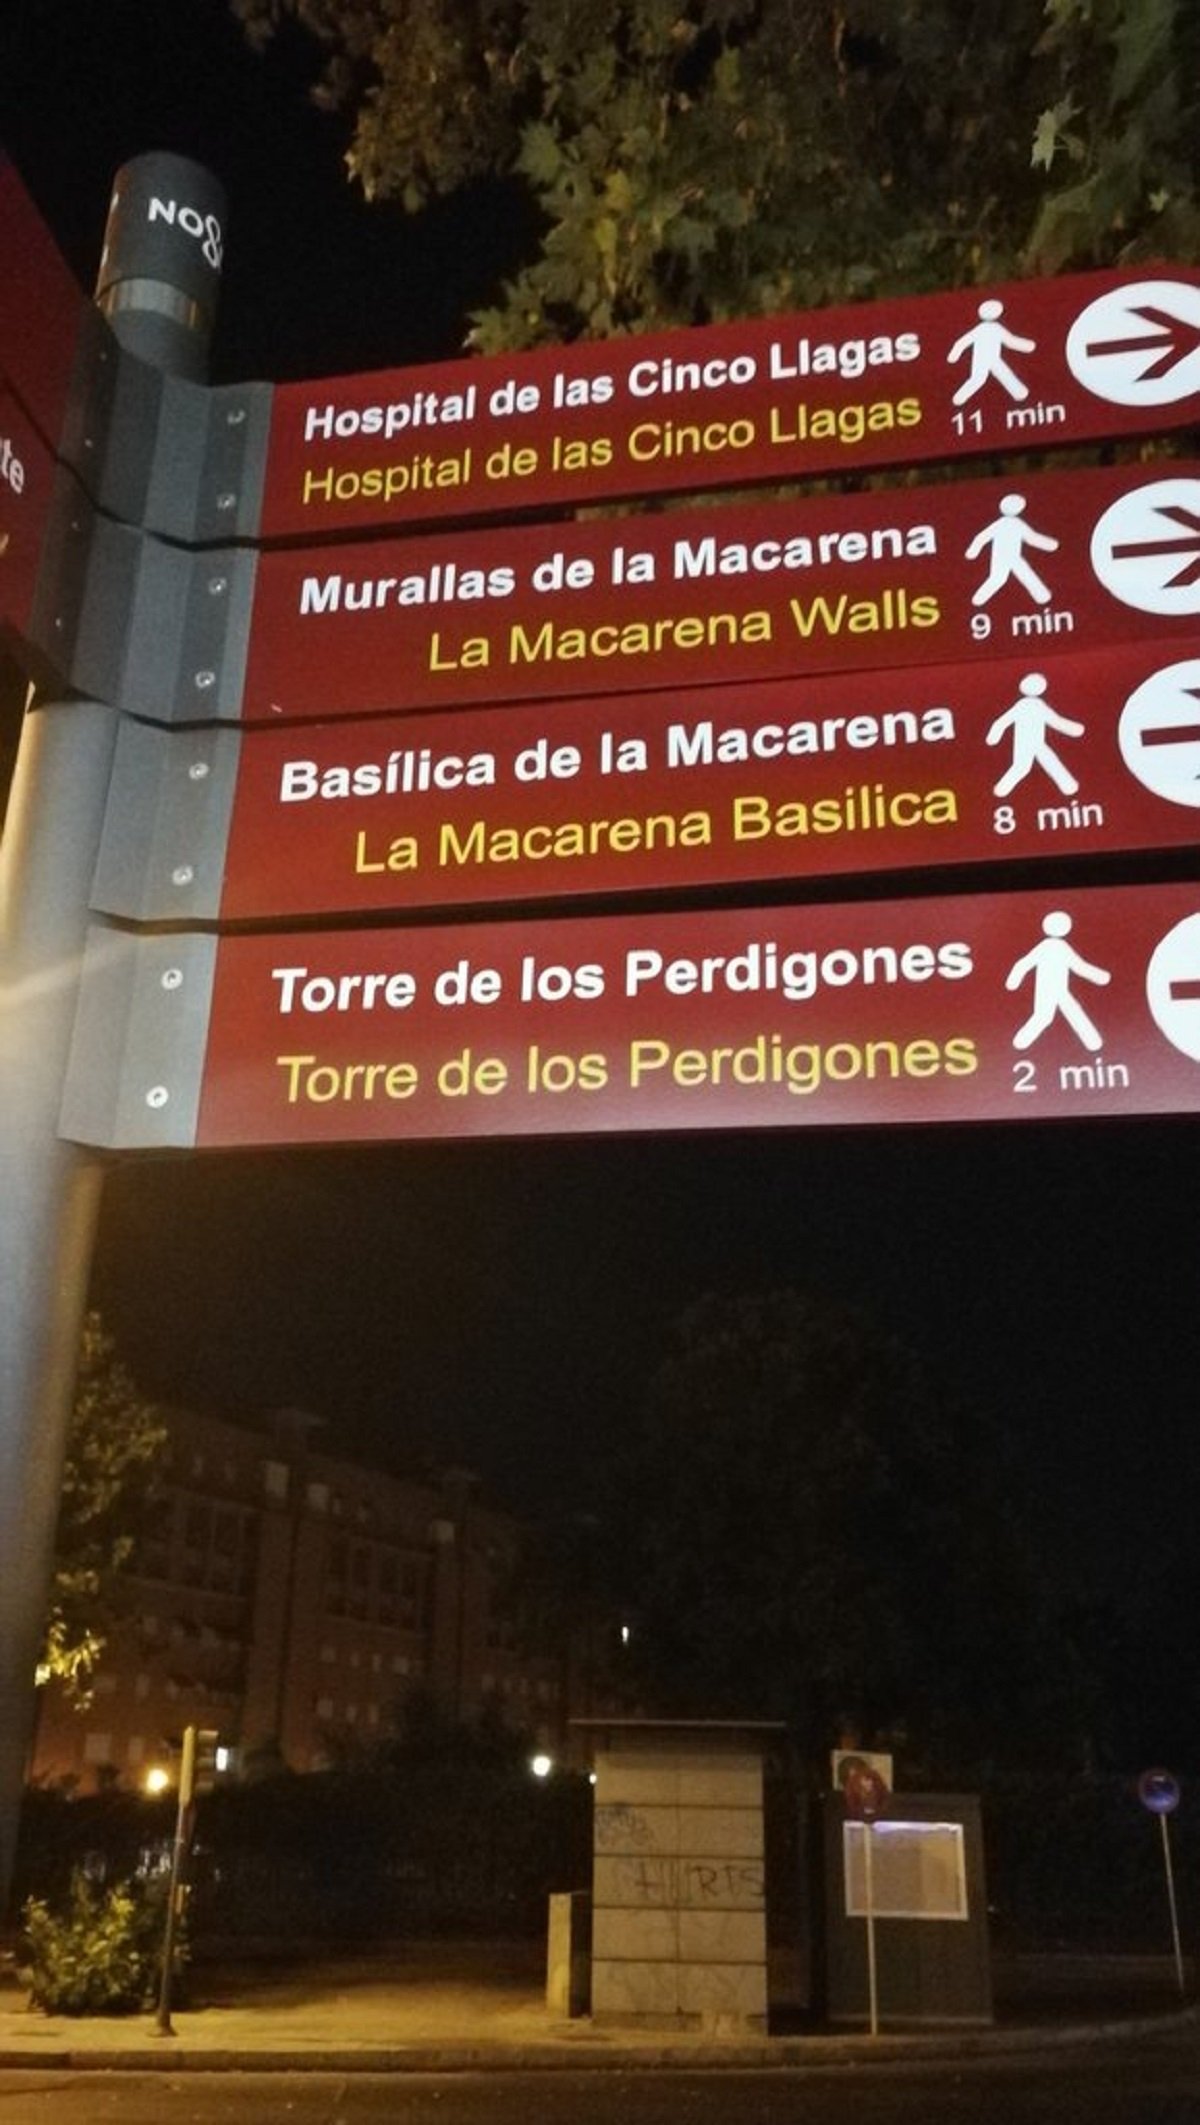 NO8
Hospital de las Cinco Llagas
Hospital de las Cinco Llagas
11 min
Murallas de la Macarena
La Macarena Walls
9 min
Basílica de la Macarena
La Macarena Basilica
8 min
Torre de los Perdigones
Torre de los Perdigones
2 min